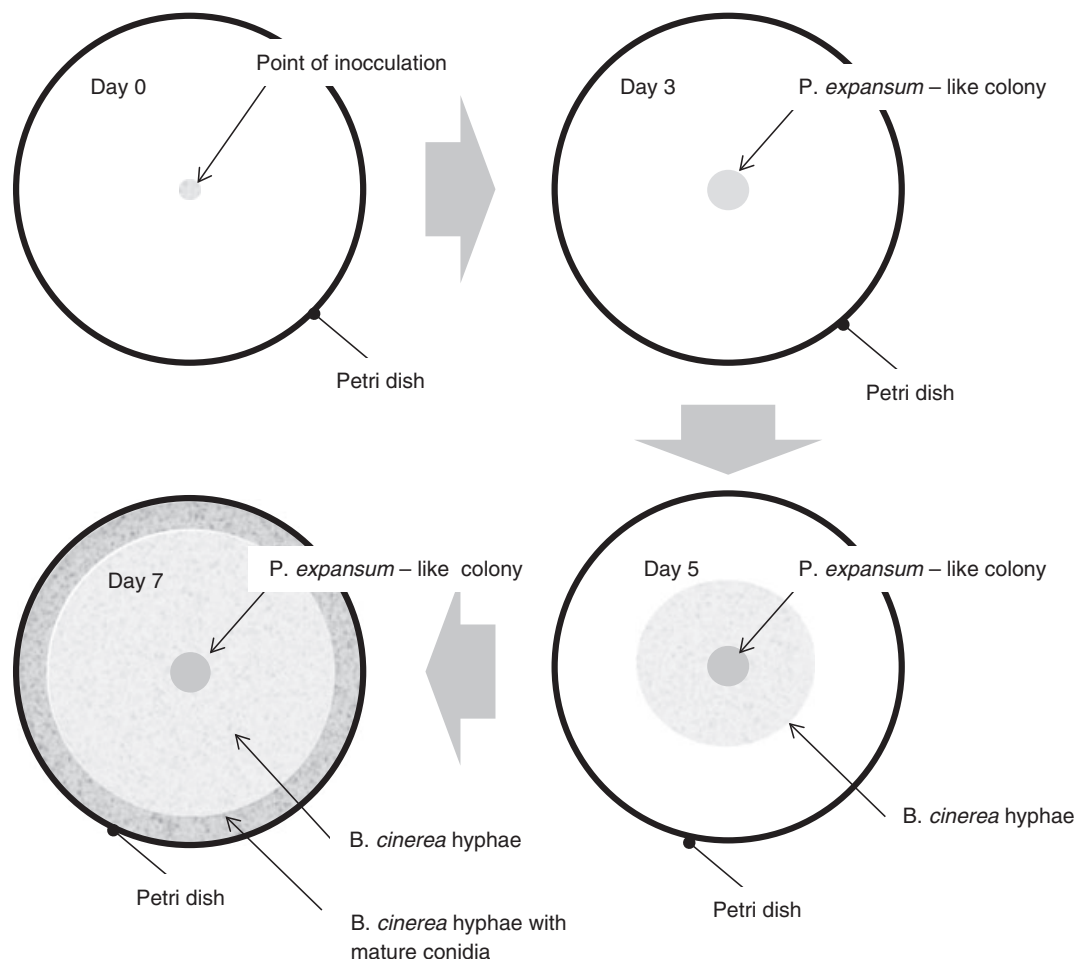 Day 0
Point of inocculation
Petri dish
Day 3
P. expansum – like colony
Petri dish
Day 7
P. expansum – like colony
B. cinerea hyphae
Petri dish
B. cinerea hyphae with
mature conidia
Day 5
P. expansum – like colony
B. cinerea hyphae
Petri dish